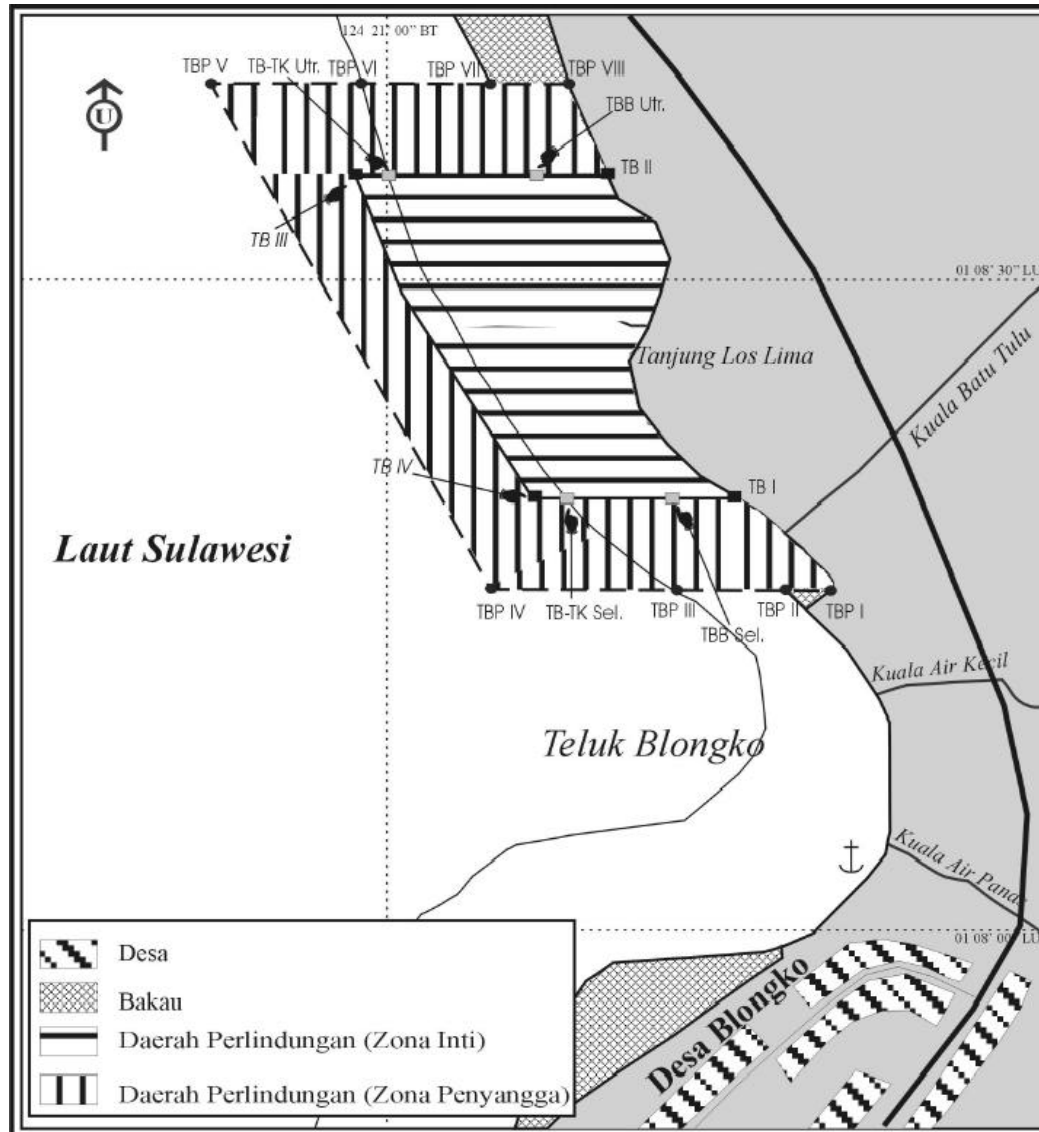 124 21' 00" BT
TBP V
TB-TK Utr.
TBP VI
TBP VII
TBP VIII
TBB Utr.
U
TB II
TB III
01 08' 30" LU
Tanjung Los Lima
Kuala Batu Tulu
TB IV
TB I
Laut Sulawesi
TBP IV
TB-TK Sel.
TBP III
TBB Sel.
TBP II
TBP I
Kuala Air Kecil
Teluk Blongko
Kuala Air Panas
01 08' 00" LU
Desa Blongko
Desa
Bakau
Daerah Perlindungan (Zona Inti)
Daerah Perlindungan (Zona Penyangga)